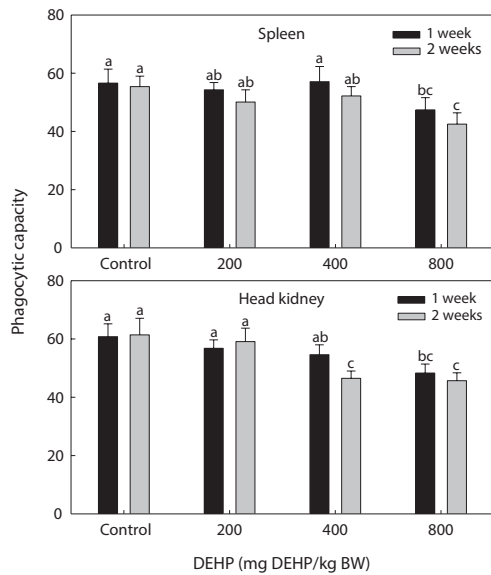 80
Spleen
1 week
2 weeks
a
a
ab
ab
a
ab
bc
c
60
40
20
0
Control
200
400
800
Phagocytic capacity
80
Head kidney
1 week
2 weeks
a
a
a
a
ab
c
bc
c
60
40
20
0
Control
200
400
800
DEHP (mg DEHP/kg BW)